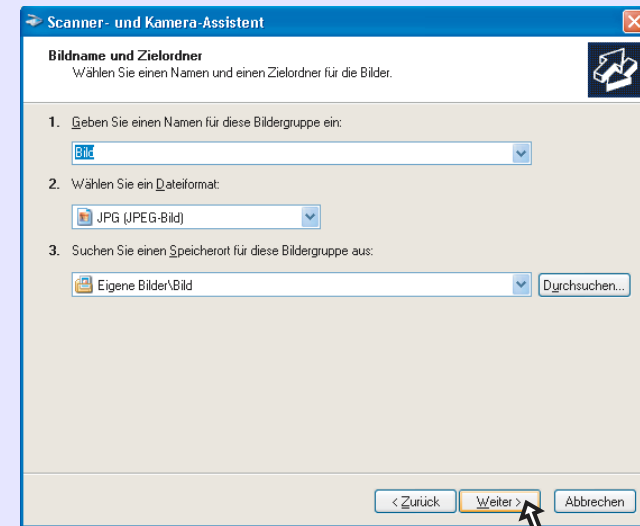 Scanner- und Kamera-Assistent
Bildname und Zielordner
Wählen Sie einen Namen und einen Zielordner für die Bilder.
1. Geben Sie einen Namen für diese Bildergruppe ein:
Bild
2. Wählen Sie ein Dateiformat:
JPG (JPEG-Bild)
3. Suchen Sie einen Speicherort für diese Bildergruppe aus:
Eigene Bilder\Bild
Durchsuchen...
< Zurück Weiter > Abbrechen